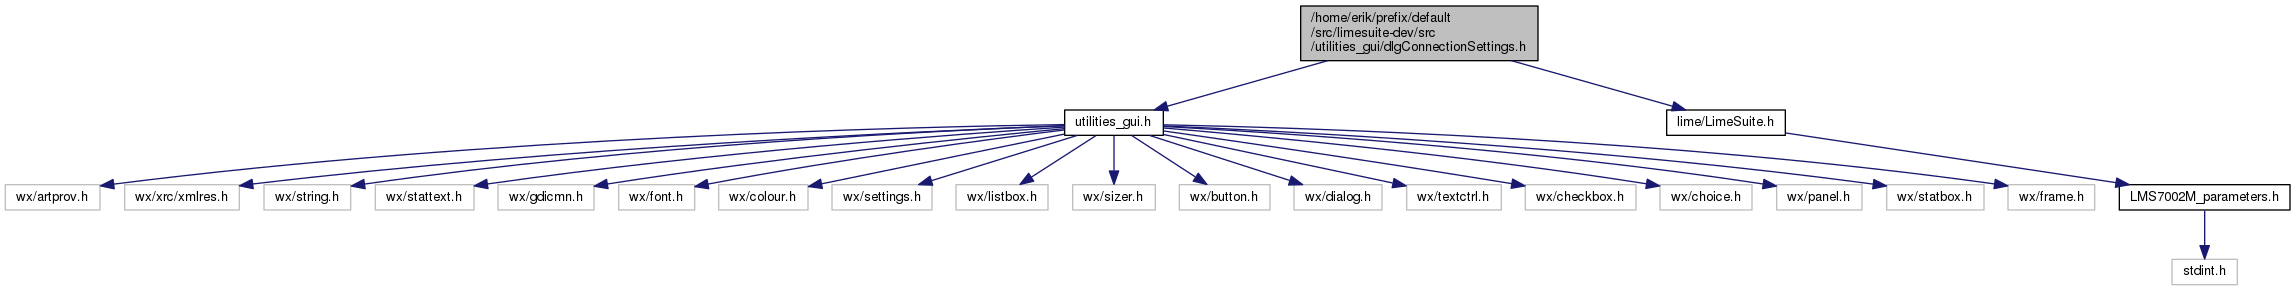 /home/erik/prefix/default
/src/limesuite-dev/src
/utilities_gui/dlgConnectionSettings.h
utilities_gui.h
lime/LimeSuite.h
wx/artprov.h
wx/xrc/xmlres.h
wx/string.h
wx/stattext.h
wx/gdicmn.h
wx/font.h
wx/colour.h
wx/settings.h
wx/listbox.h
wx/sizer.h
wx/button.h
wx/dialog.h
wx/textctrl.h
wx/checkbox.h
wx/choice.h
wx/panel.h
wx/statbox.h
wx/frame.h
LMS7002M_parameters.h
stdint.h